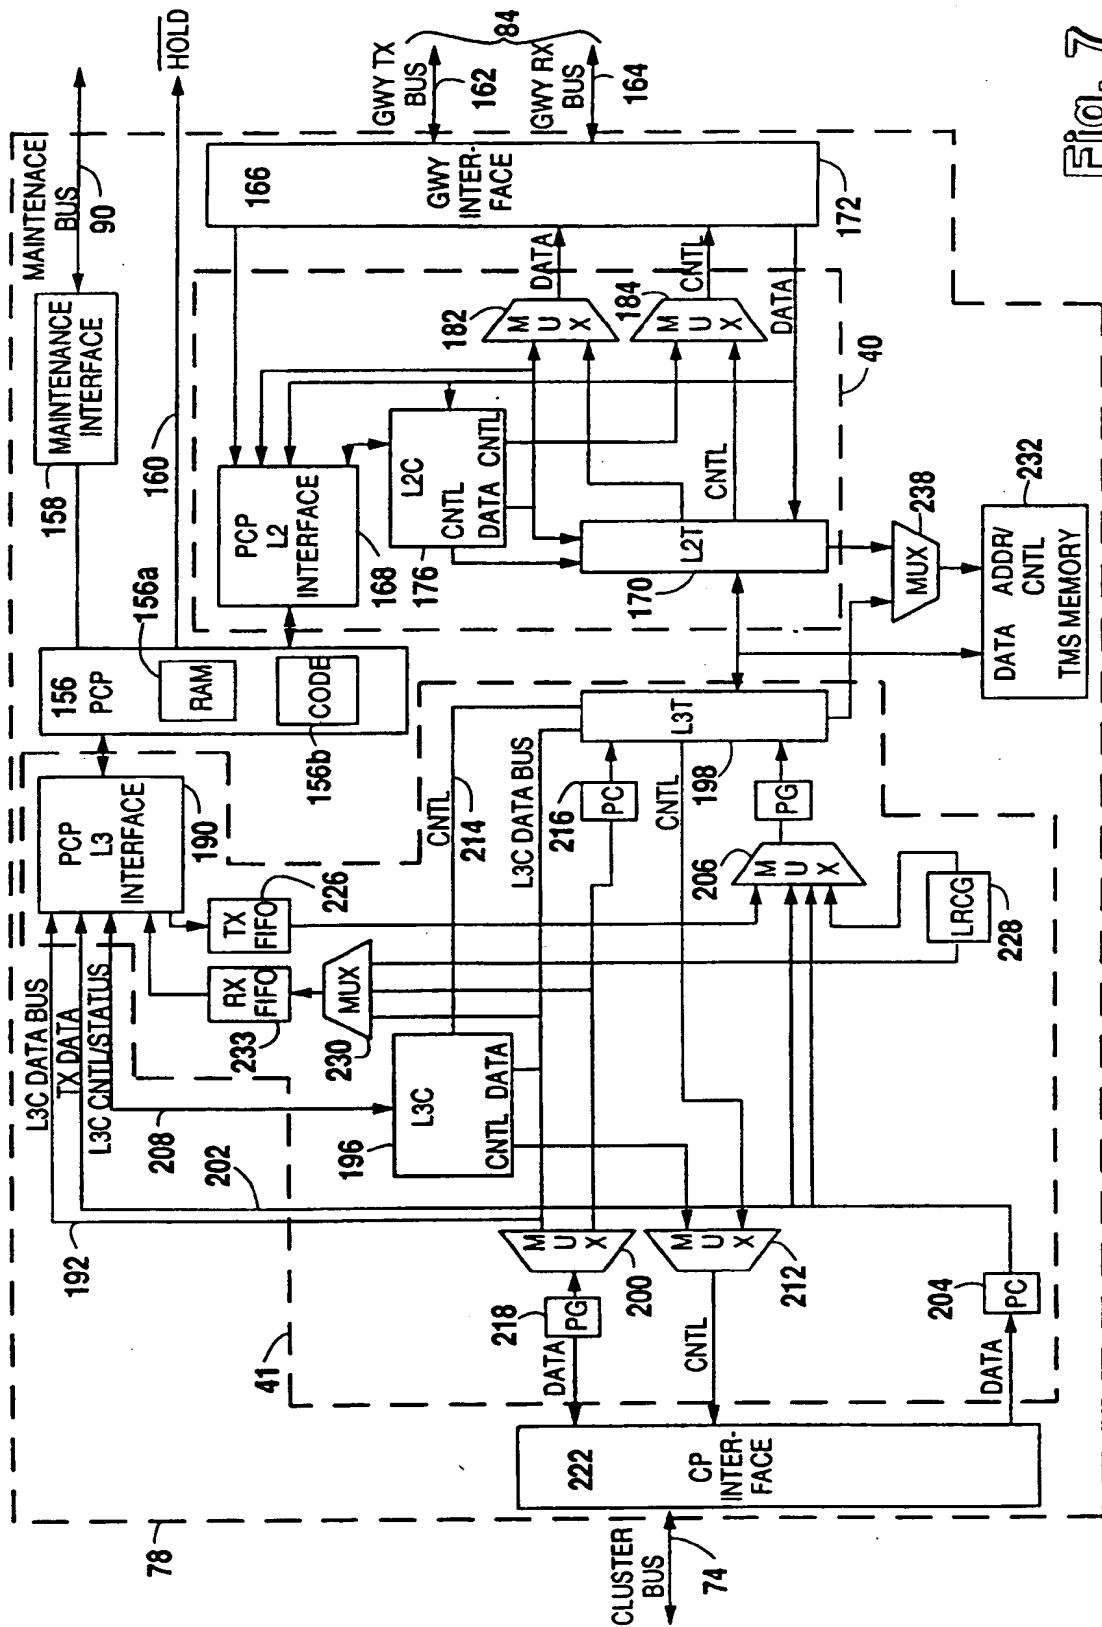 78
MAINTENACE
BUS
90
HOLD
MAINTENANCE
INTERFACE
158
160
GWY TX
BUS
162
84
GWY RX
BUS
164
166
GWY
INTER-
FACE
172
156
PCP
156a
RAM
CODE
156b
PCP
L2
INTERFACE
168
L2C
CNTL
DATA CNTL
176
182
MUX
DATA
184
MUX
CNTL
DATA
40
CNTL
L2T
170
238
MUX
232
DATA ADDR/
CNTL
TMS MEMORY
PCP
L3
INTERFACE
190
L3C DATA BUS
TX DATA
L3C CNTL/STATUS
192
202
208
TX
FIFO
226
RX
FIFO
233
MUX
230
L3C
CNTL DATA
196
CNTL
214
L3C DATA BUS
216
PC
CNTL
L3T
198
PG
206
MUX
LRCG
228
41
MUX
200
MUX
212
218
PG
DATA
CNTL
204
PC
DATA
222
CP
INTER-
FACE
CLUSTER
BUS
74
Fig. 7